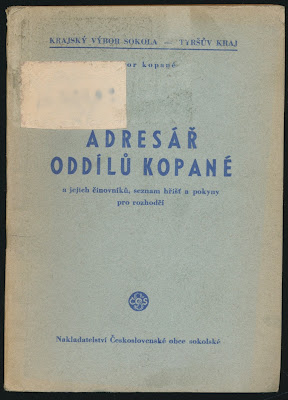 KRAJSKÝ VÝBOR SOKOLA — TYRŠŮV KRAJ
or kopané
ADRESÁŘ
ODDÍLŮ KOPANÉ
a jejich činovníků, seznam hřišť a pokyny
pro rozhodčí
Nakladatelství Československé obce sokolské